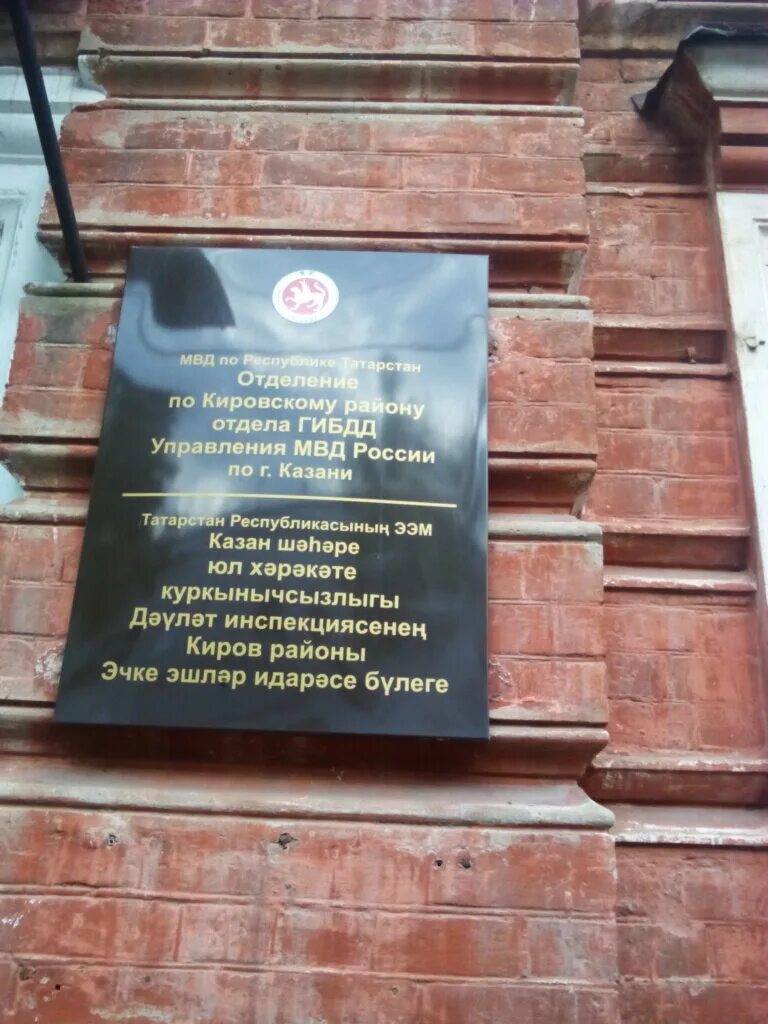 МВД по Республике Татарстан
Отделение
по Кировскому району
отдела ГИБДД
Управления МВД России
по г. Казани
Татарстан Республикасының ЭЭМ
Казан шәһәре
юл хәрәкәте
куркынычсызлыгы
Дәүләт инспекциясенең
Киров районы
Эчке эшләр идарәсе бүлеге